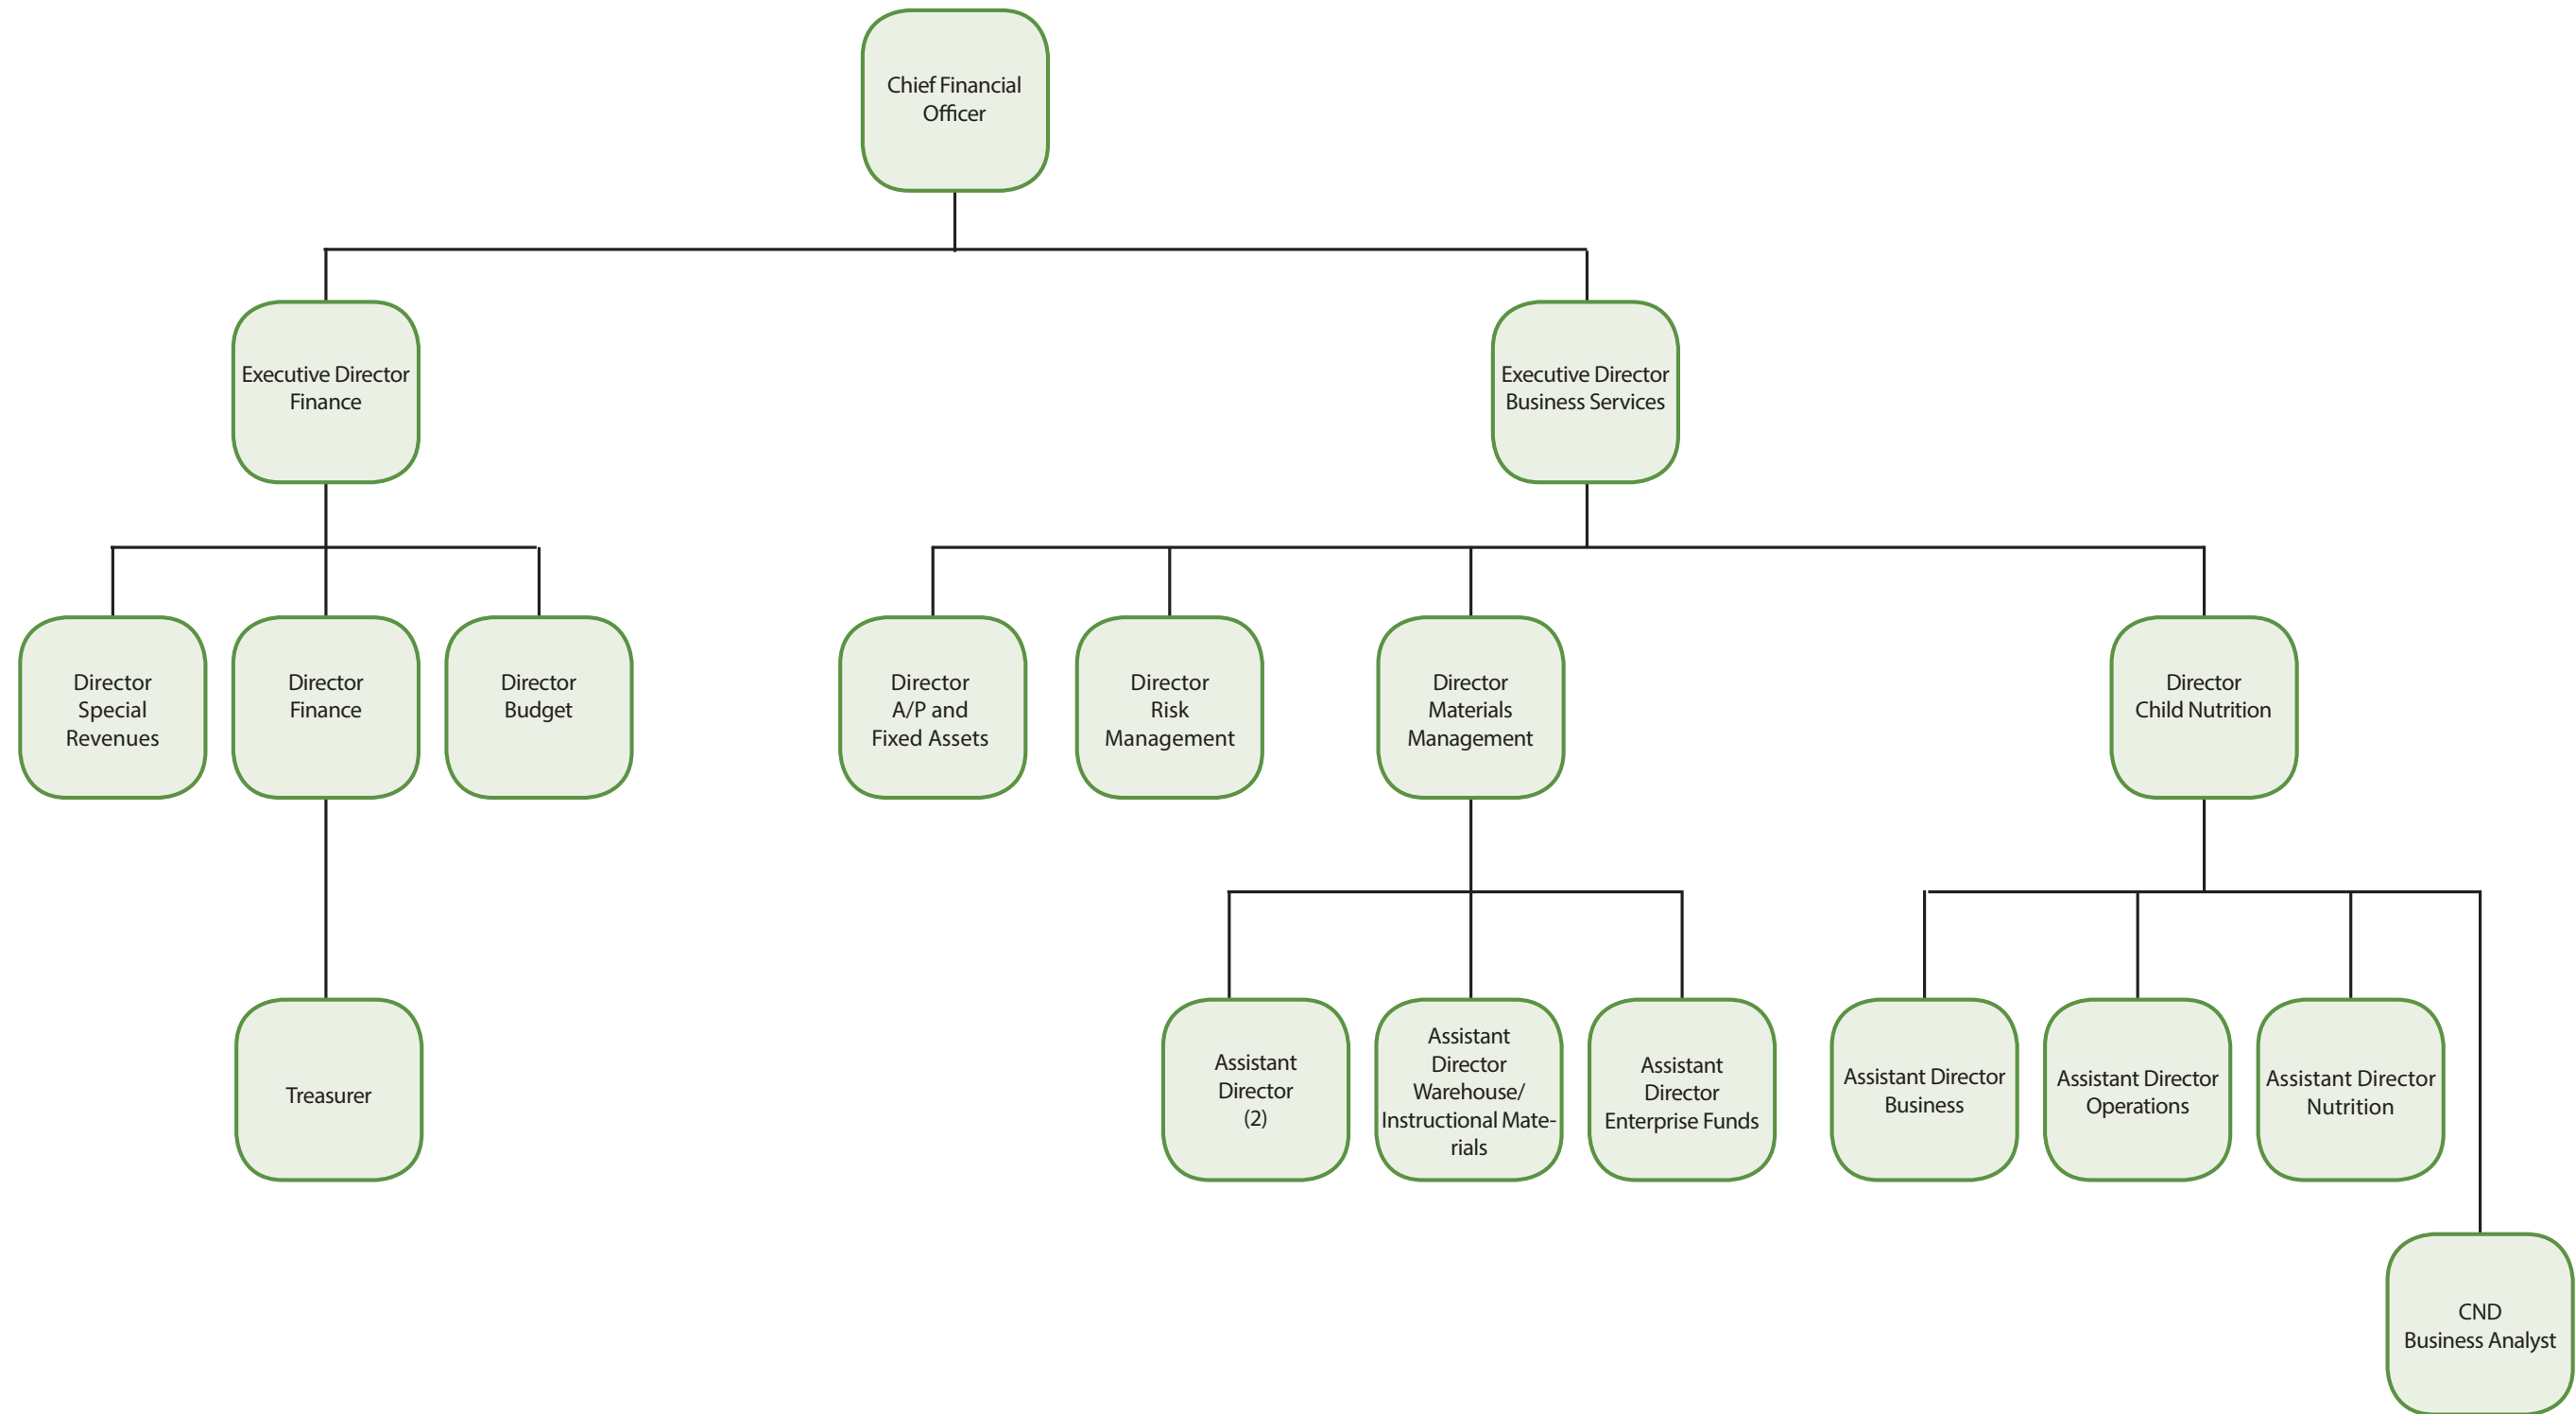 Chief Financial
Officer
Executive Director
Finance
Executive Director
Business Services
Director
Special
Revenues
Director
Finance
Director
Budget
Director
A/P and
Fixed Assets
Director
Risk
Management
Director
Materials
Management
Director
Child Nutrition
Treasurer
Assistant
Director
(2)
Assistant
Director
Warehouse/
Instructional Mate-
rials
Assistant
Director
Enterprise Funds
Assistant Director
Business
Assistant Director
Operations
Assistant Director
Nutrition
CND
Business Analyst